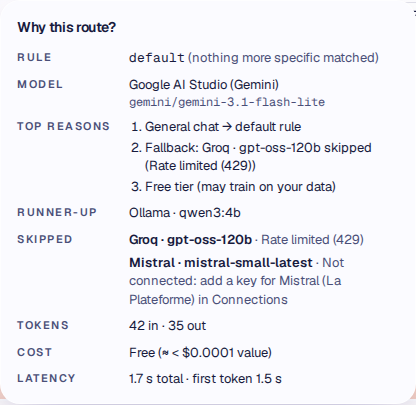 Why this route?
RULE default (nothing more specific matched)
MODEL Google AI Studio (Gemini)
gemini/gemini-3.1-flash-lite
TOP REASONS 1. General chat → default rule
2. Fallback: Groq · gpt-oss-120b skipped
(Rate limited (429))
3. Free tier (may train on your data)
RUNNER-UP Ollama · qwen3:4b
SKIPPED Groq · gpt-oss-120b · Rate limited (429)
Mistral · mistral-small-latest · Not
connected: add a key for Mistral (La
Plateforme) in Connections
TOKENS 42 in · 35 out
COST Free (≈ < $0.0001 value)
LATENCY 1.7 s total · first token 1.5 s